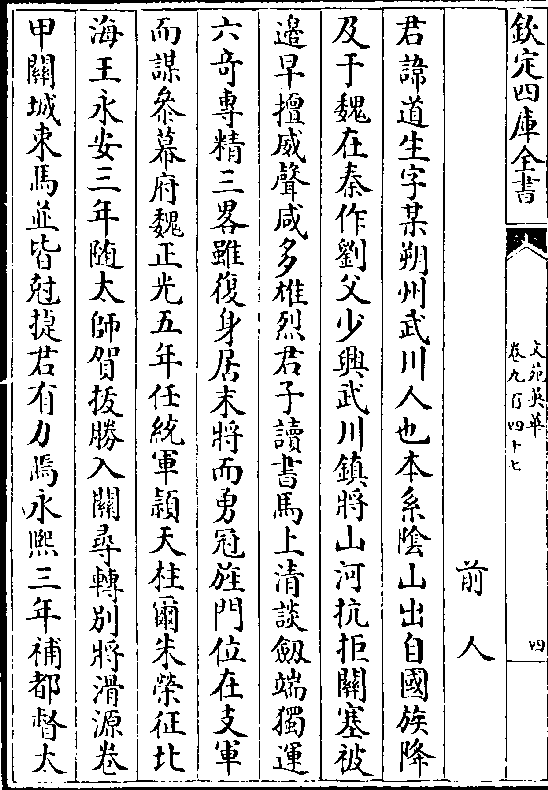 欽定四庫全書
文苑英華
卷九百四十七
四
前人
君諱道生字某朔州武川人也本系陰山出自國族降
及于魏在秦作劉父少興武川鎮將山河抗拒關塞被
邉早擅威聲咸多雄烈君子讀書馬上清談劔端獨運
六奇專精三畧雖復身居末將而勇冠旌門位在支軍
而謀叅幕府魏正光五年任統軍頴天柱爾朱榮征北
海王永安三年隨太師賀拔勝入關尋轉别將滑源卷
甲關城束馬並皆尅捷君有力焉永熙三年補都督大